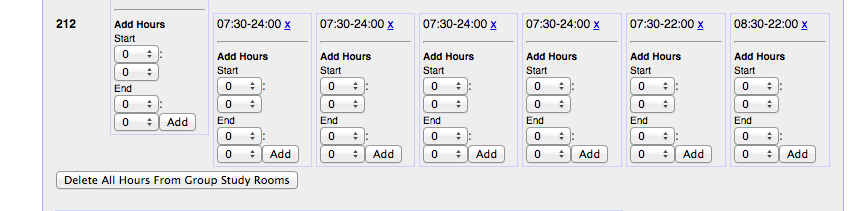 212 Add Hours 07:30-24:00 x 07:30-24:00 x 07:30-24:00 x 07:30-24:00 x 07:30-22:00 x 08:30-22:00 x
Start
0 : Add Hours Add Hours Add Hours Add Hours Add Hours Add Hours
0 Start Start Start Start Start Start
End 0 : 0 : 0 : 0 : 0 : 0 :
0 : 0 0 0 0 0 0
0 Add End End End End End End
0 : 0 : 0 : 0 : 0 : 0 :
0 Add 0 Add 0 Add 0 Add 0 Add 0 Add
Delete All Hours From Group Study Rooms